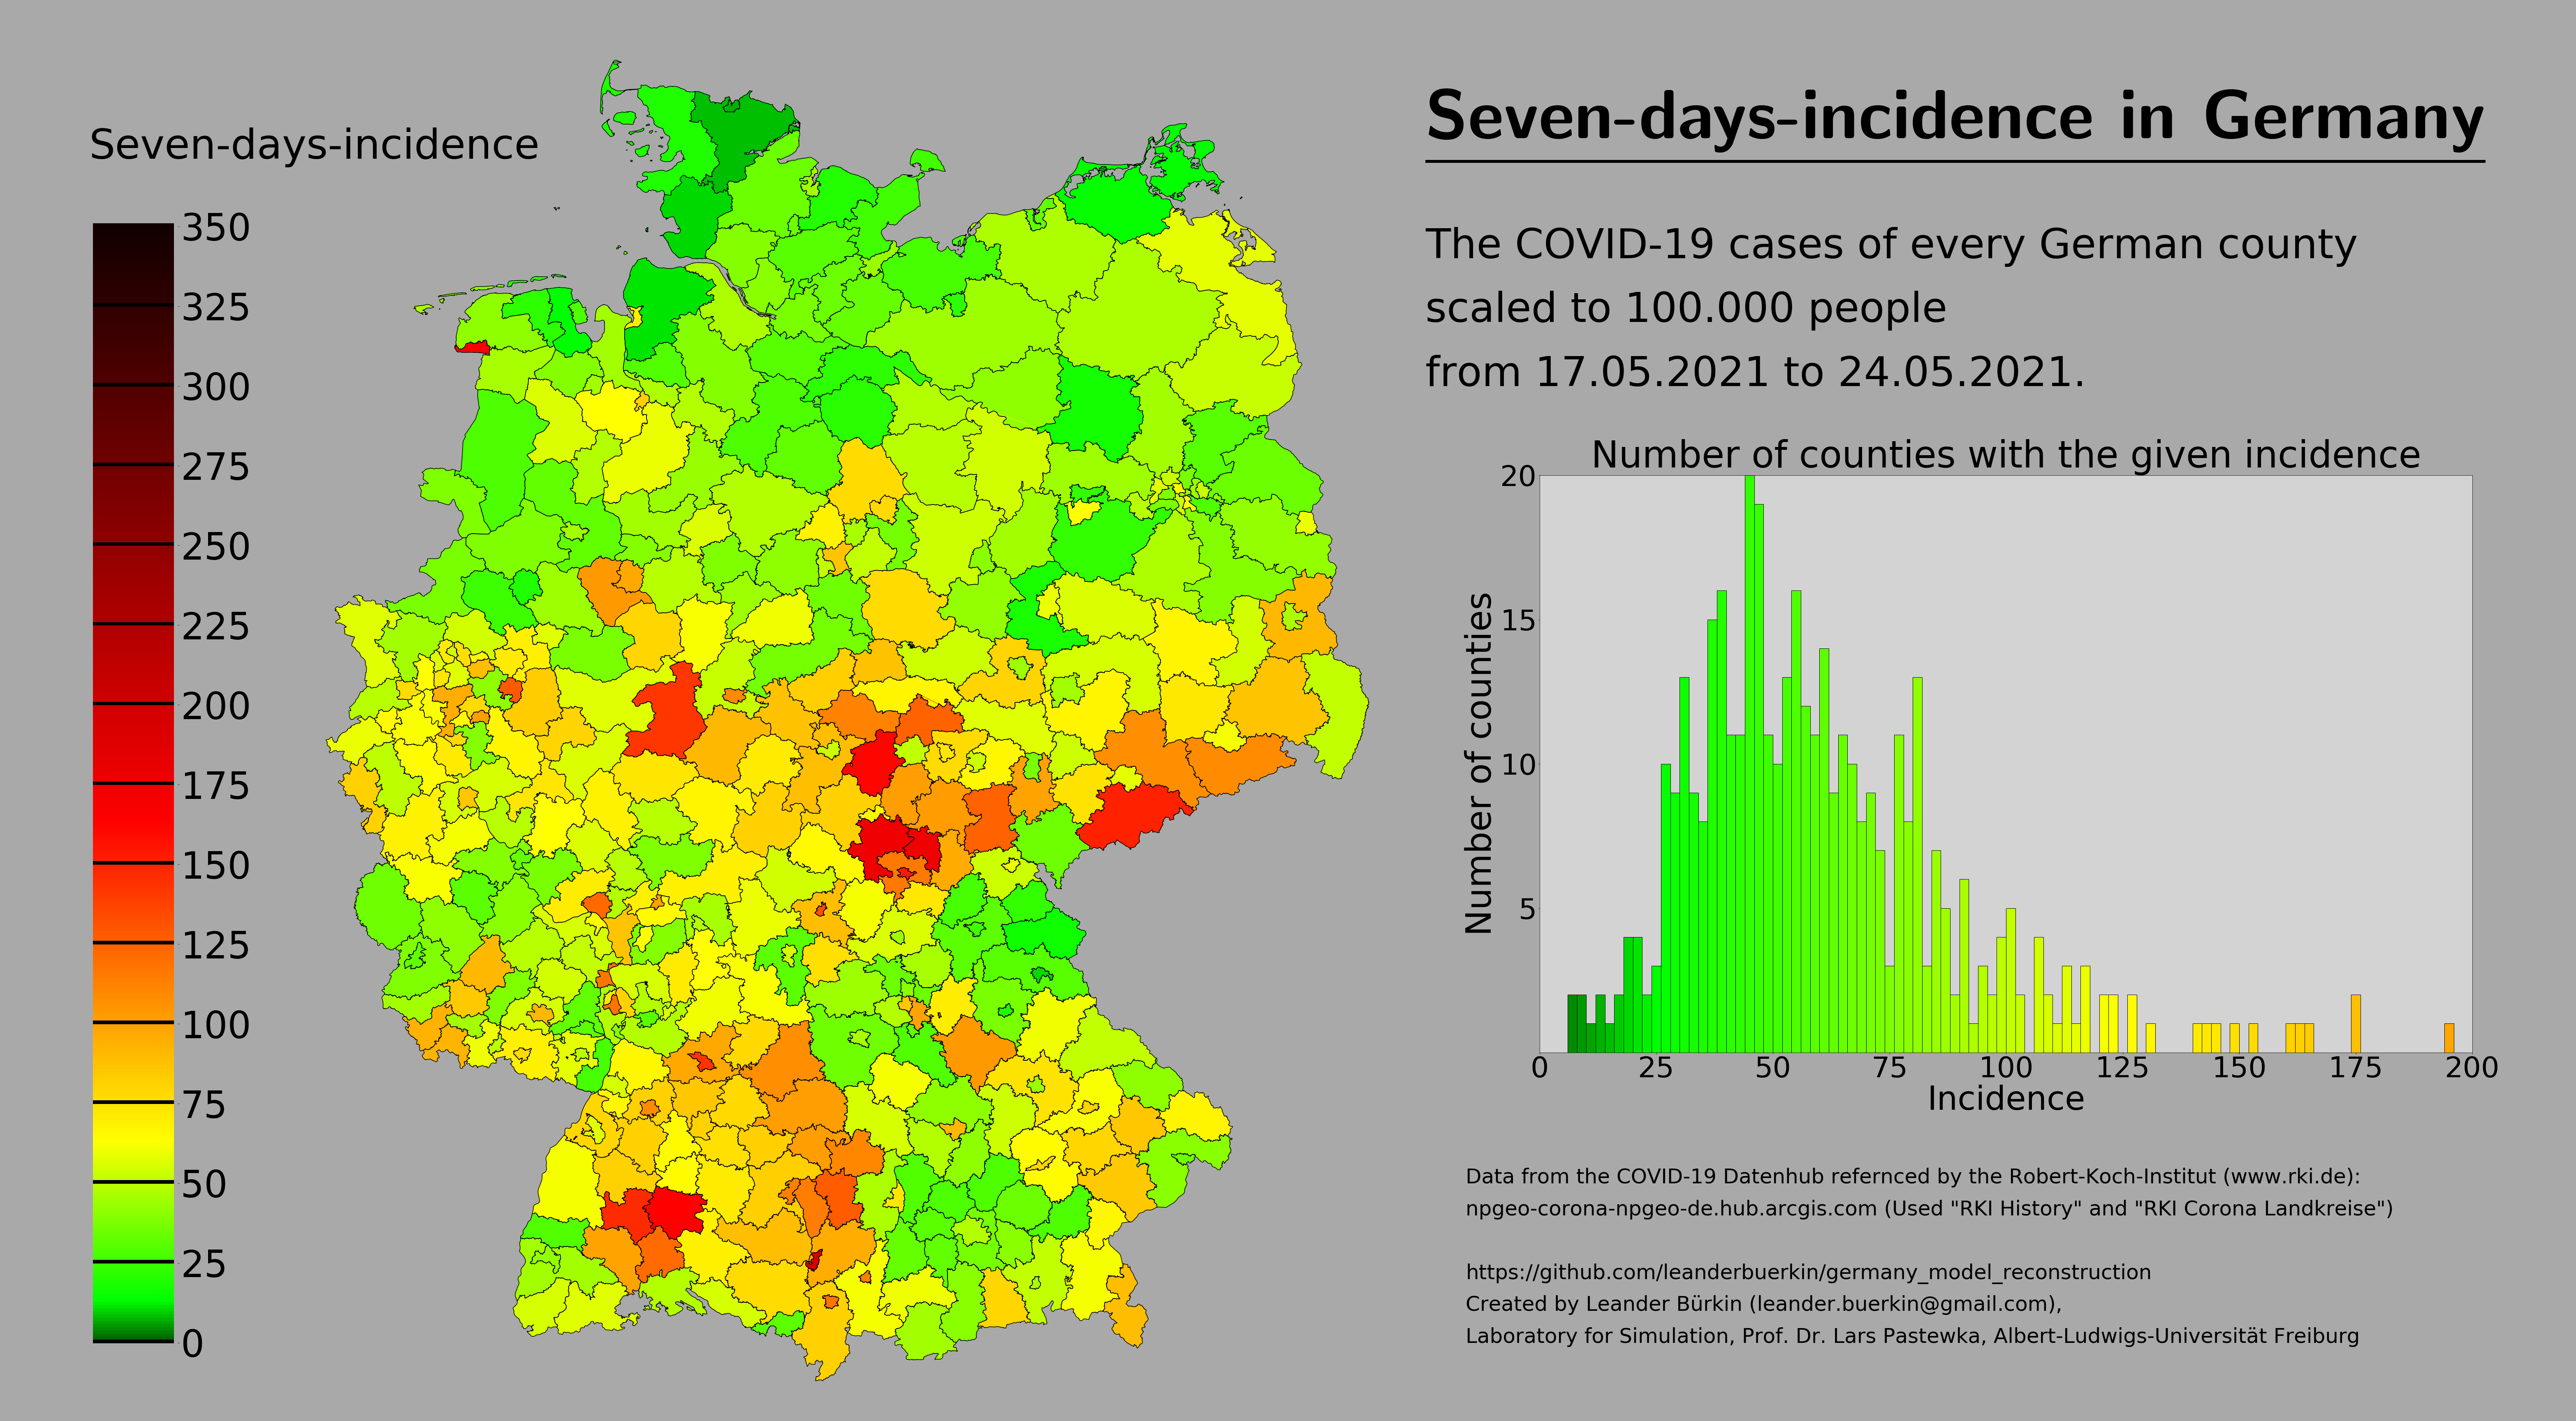 Seven-days-incidence in Germany
Seven-days-incidence
350
325
300
275
250
225
200
175
150
125
100
75
50
25
0
The COVID-19 cases of every German county
scaled to 100.000 people
from 17.05.2021 to 24.05.2021.
Number of counties with the given incidence
Number of counties
20
15
10
5
0 25 50 75 100 125 150 175 200
Incidence
Data from the COVID-19 Datenhub refernced by the Robert-Koch-Institut (www.rki.de):
npgeo-corona-npgeo-de.hub.arcgis.com (Used "RKI History" and "RKI Corona Landkreise")
https://github.com/leanderbuerkin/germany_model_reconstruction
Created by Leander Bürkin (leander.buerkin@gmail.com),
Laboratory for Simulation, Prof. Dr. Lars Pastewka, Albert-Ludwigs-Universität Freiburg